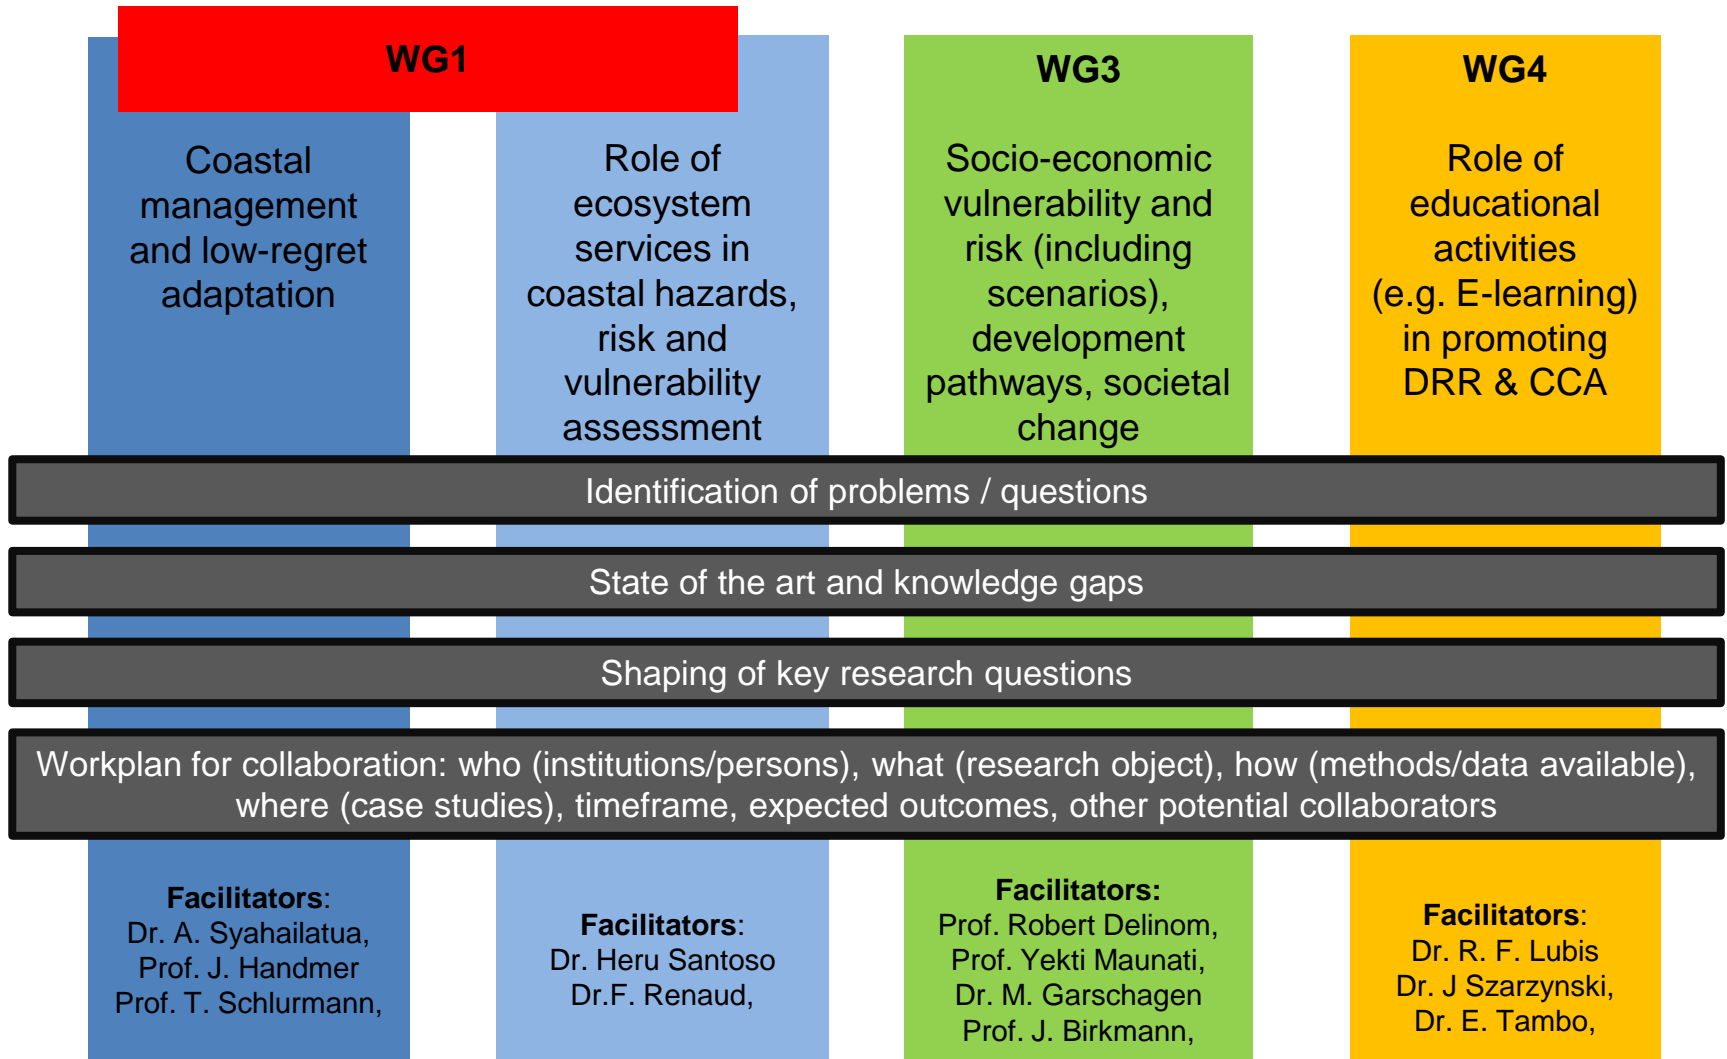 WG1
Coastal
management
and low-regret
adaptation
Role of
ecosystem
services in
coastal hazards,
risk and
vulnerability
assessment
WG3
Socio-economic
vulnerability and
risk (including
scenarios),
development
pathways, societal
change
WG4
Role of
educational
activities
(e.g. E-learning)
in promoting
DRR & CCA
Identification of problems / questions
State of the art and knowledge gaps
Shaping of key research questions
Workplan for collaboration: who (institutions/persons), what (research object), how (methods/data available),
where (case studies), timeframe, expected outcomes, other potential collaborators
Facilitators:
Dr. A. Syahailatua,
Prof. J. Handmer
Prof. T. Schlurmann,
Facilitators:
Dr. Heru Santoso
Dr.F. Renaud,
Facilitators:
Prof. Robert Delinom,
Prof. Yekti Maunati,
Dr. M. Garschagen
Prof. J. Birkmann,
Facilitators:
Dr. R. F. Lubis
Dr. J Szarzynski,
Dr. E. Tambo,